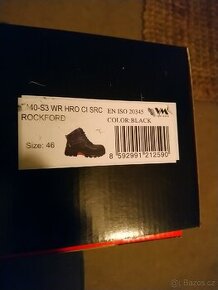 40-S3 WR HRO CI SRC
ROCKFORD
Size: 46
EN ISO 20345
COLOR:BLACK
VM
8 592991 212590
Bazos.cz